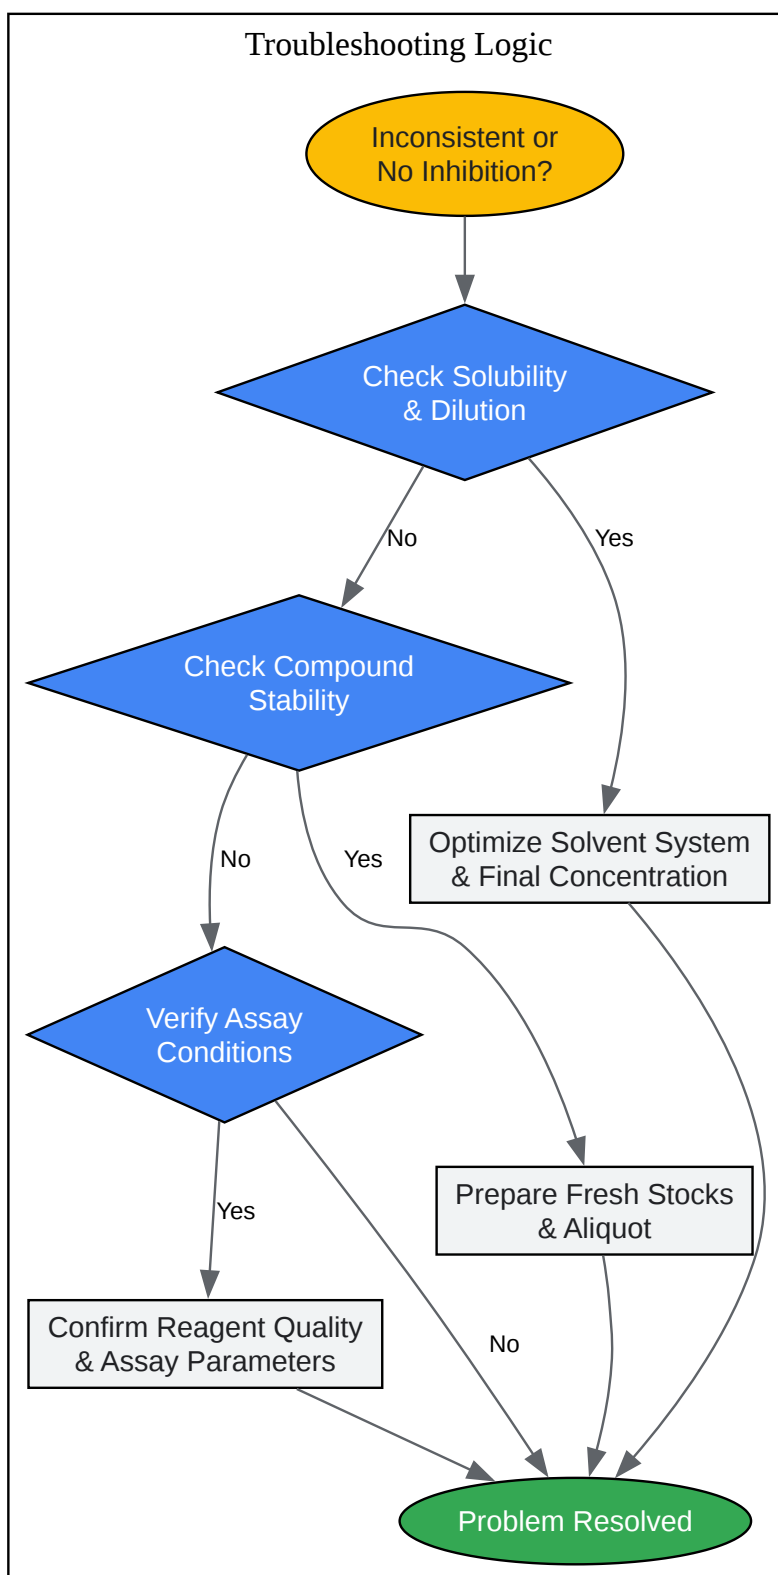 Troubleshooting Logic
Inconsistent or
No Inhibition?
Check Solubility
& Dilution
No
Yes
Check Compound
Stability
Optimize Solvent System
& Final Concentration
No
Yes
Verify Assay
Conditions
Prepare Fresh Stocks
& Aliquot
Yes
Confirm Reagent Quality
& Assay Parameters
No
Problem Resolved